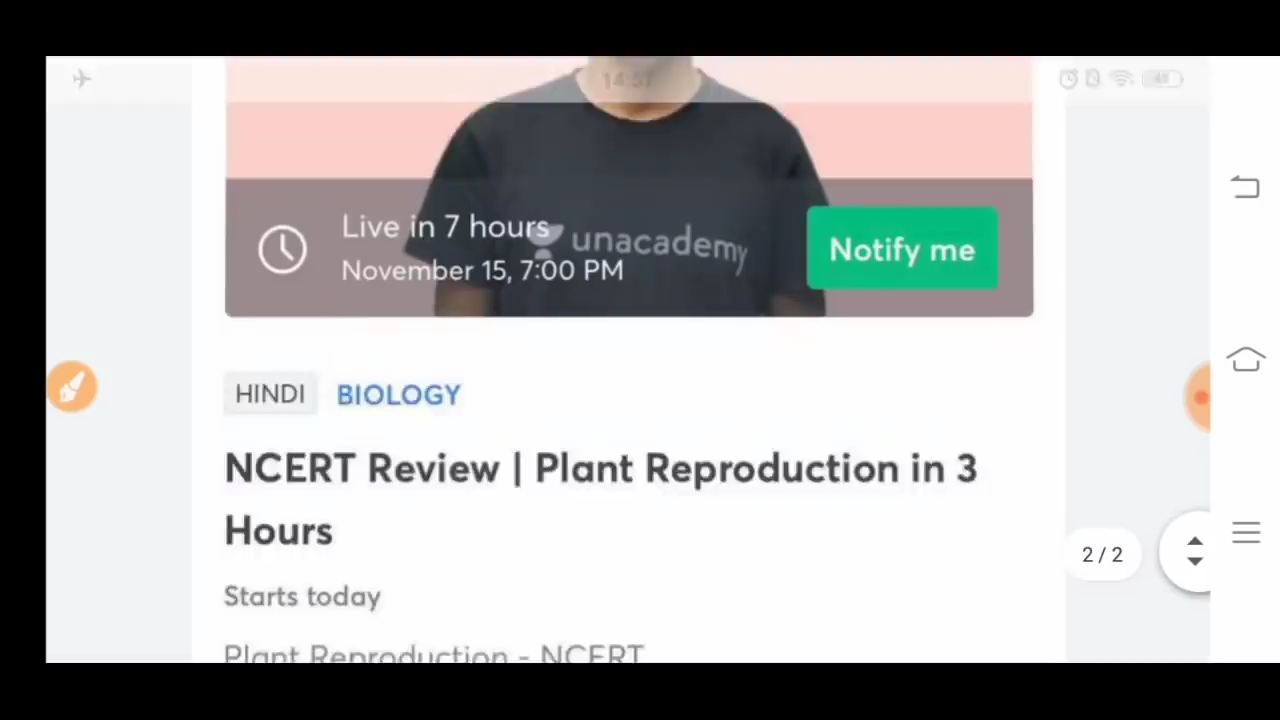 Live in 7 hours
November 15, 7:00 PM
unacademy
Notify me
HINDI BIOLOGY
NCERT Review | Plant Reproduction in 3
Hours
2 / 2
Starts today
Plant Reproduction - NCERT